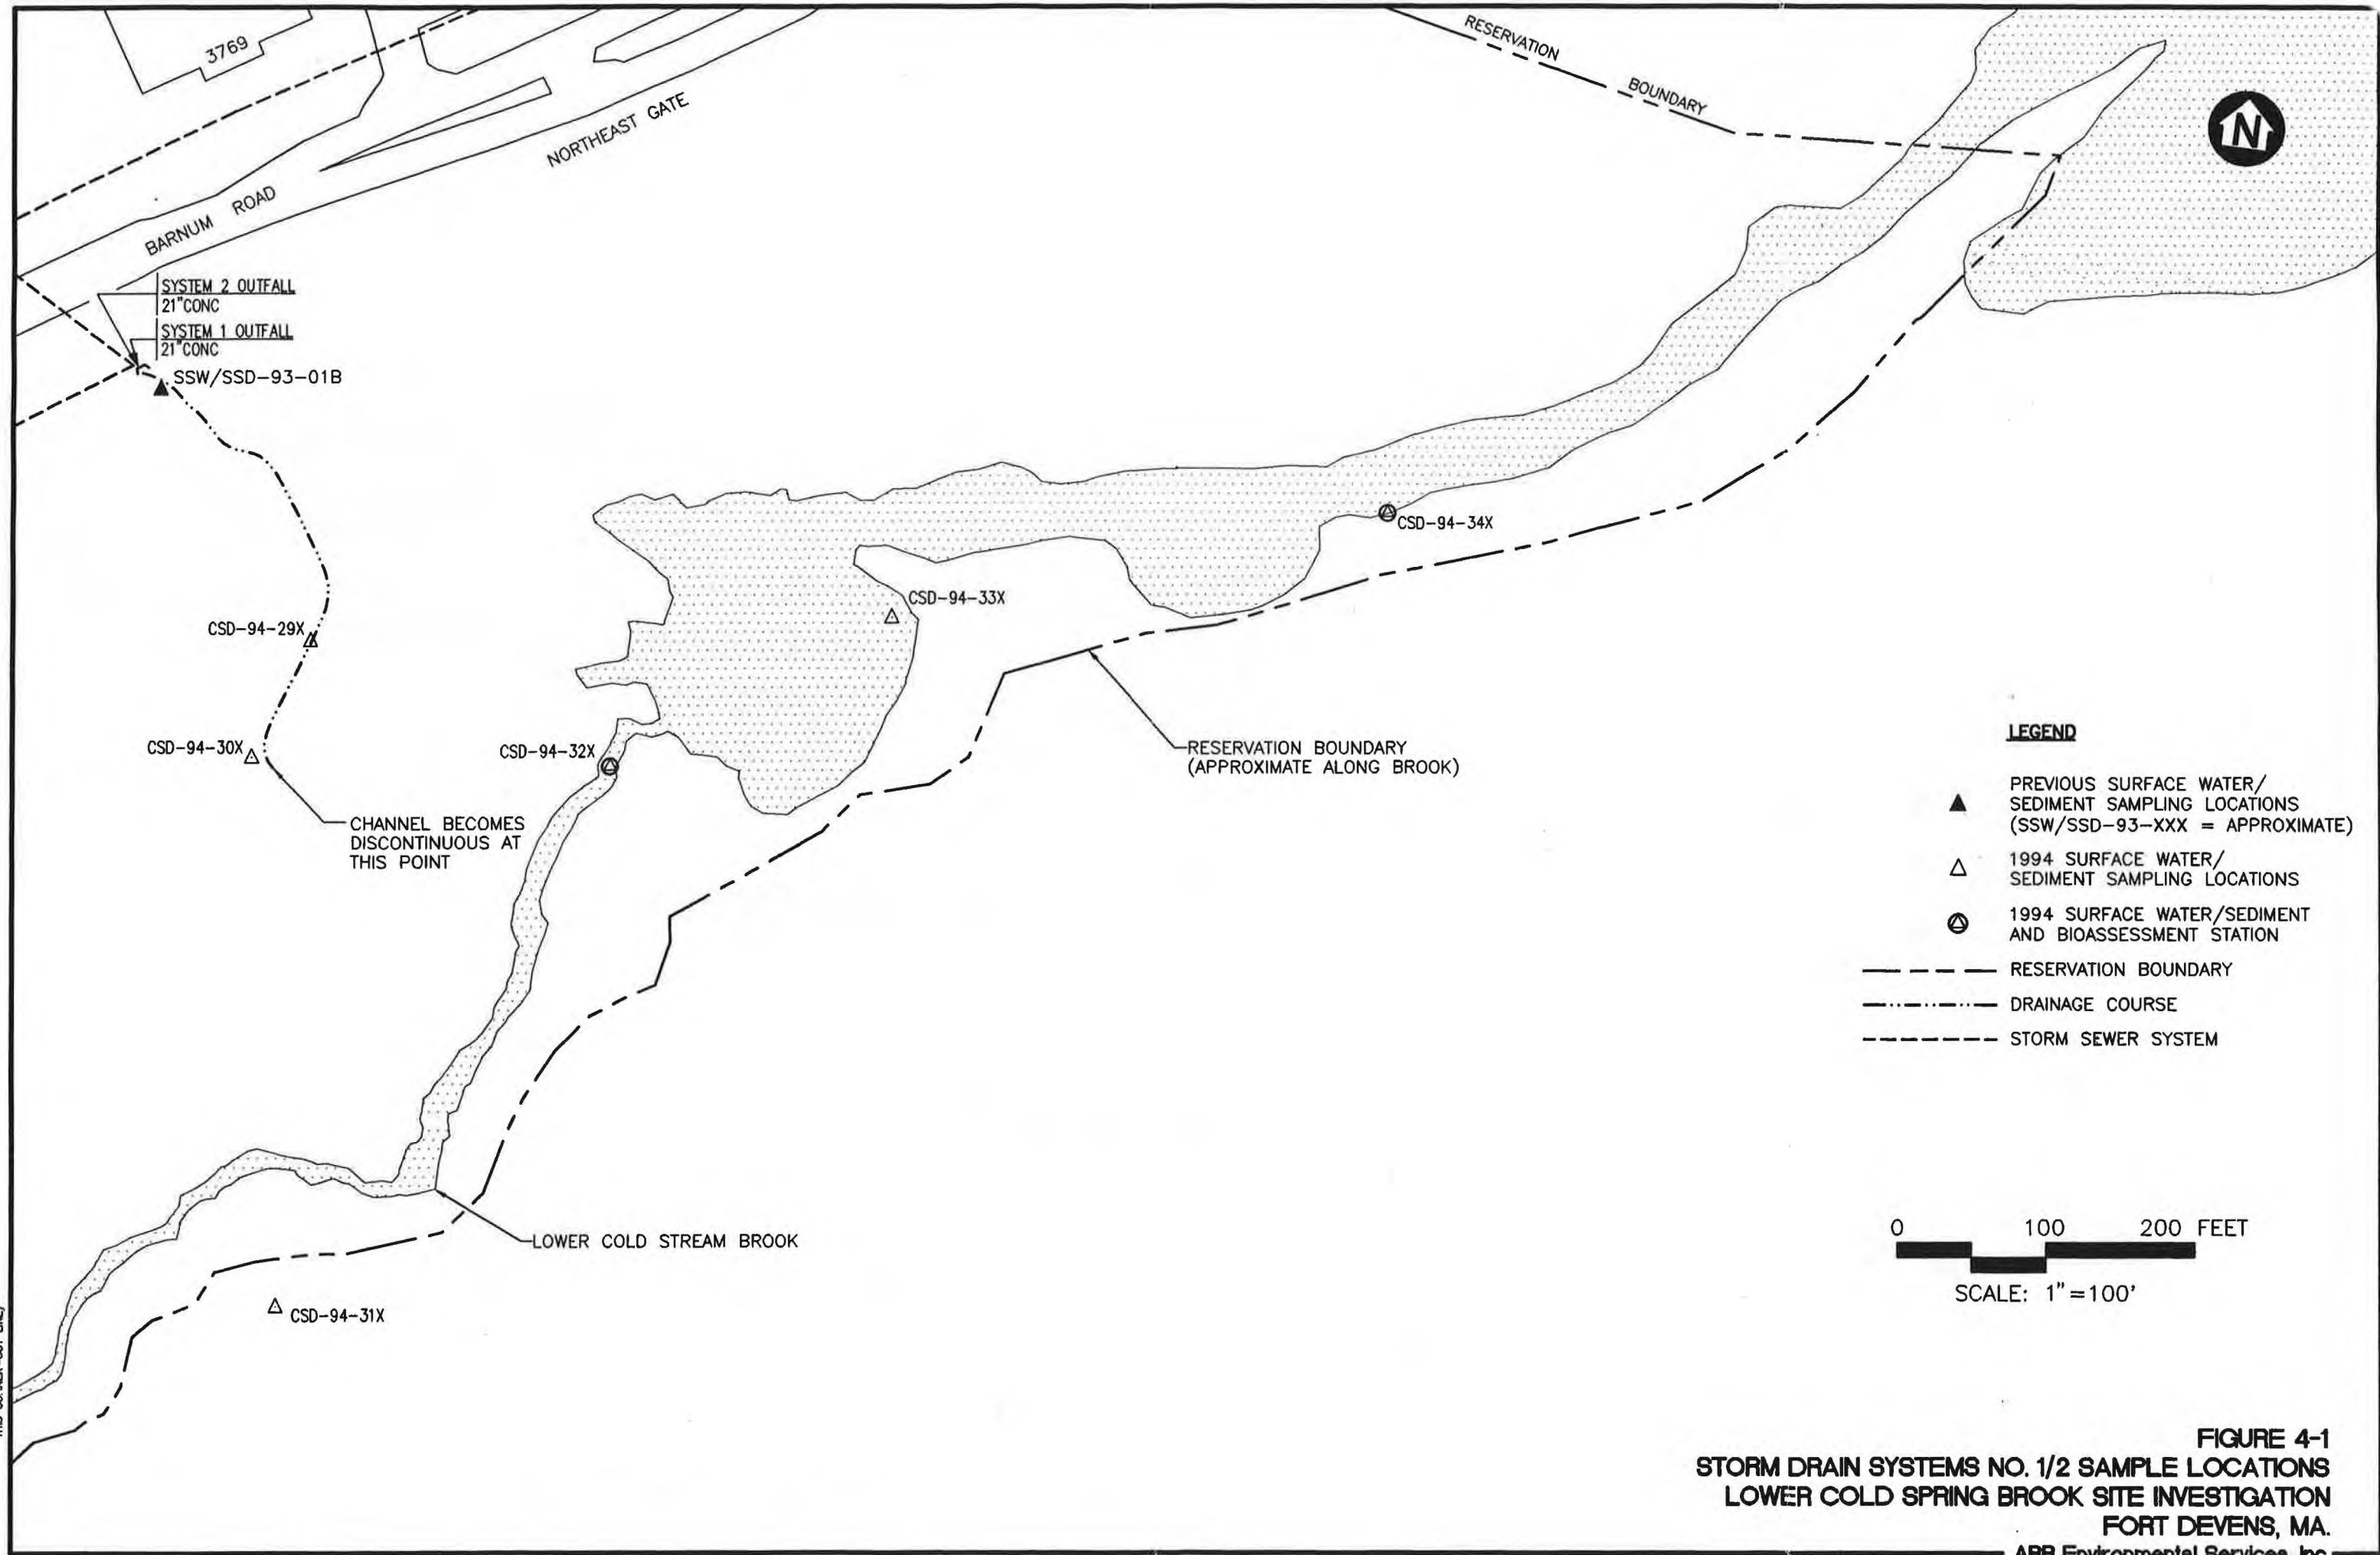 3769
RESERVATION
BOUNDARY
N
NORTHEAST GATE
BARNUM ROAD
SYSTEM 2 OUTFALL
21"CONC
SYSTEM 1 OUTFALL
21"CONC
SSW/SSD-93-01B
CSD-94-34X
CSD-94-33X
CSD-94-29X
CSD-94-30X
CSD-94-32X
RESERVATION BOUNDARY
(APPROXIMATE ALONG BROOK)
CHANNEL BECOMES
DISCONTINUOUS AT
THIS POINT
LEGEND
PREVIOUS SURFACE WATER/
SEDIMENT SAMPLING LOCATIONS
(SSW/SSD-93-XXX = APPROXIMATE)
1994 SURFACE WATER/
SEDIMENT SAMPLING LOCATIONS
1994 SURFACE WATER/SEDIMENT
AND BIOASSESSMENT STATION
RESERVATION BOUNDARY
DRAINAGE COURSE
STORM SEWER SYSTEM
LOWER COLD STREAM BROOK
CSD-94-31X
0 100 200 FEET
SCALE: 1"=100'
FIGURE 4-1
STORM DRAIN SYSTEMS NO. 1/2 SAMPLE LOCATIONS
LOWER COLD SPRING BROOK SITE INVESTIGATION
FORT DEVENS, MA.
ABB Environmental Services, Inc.